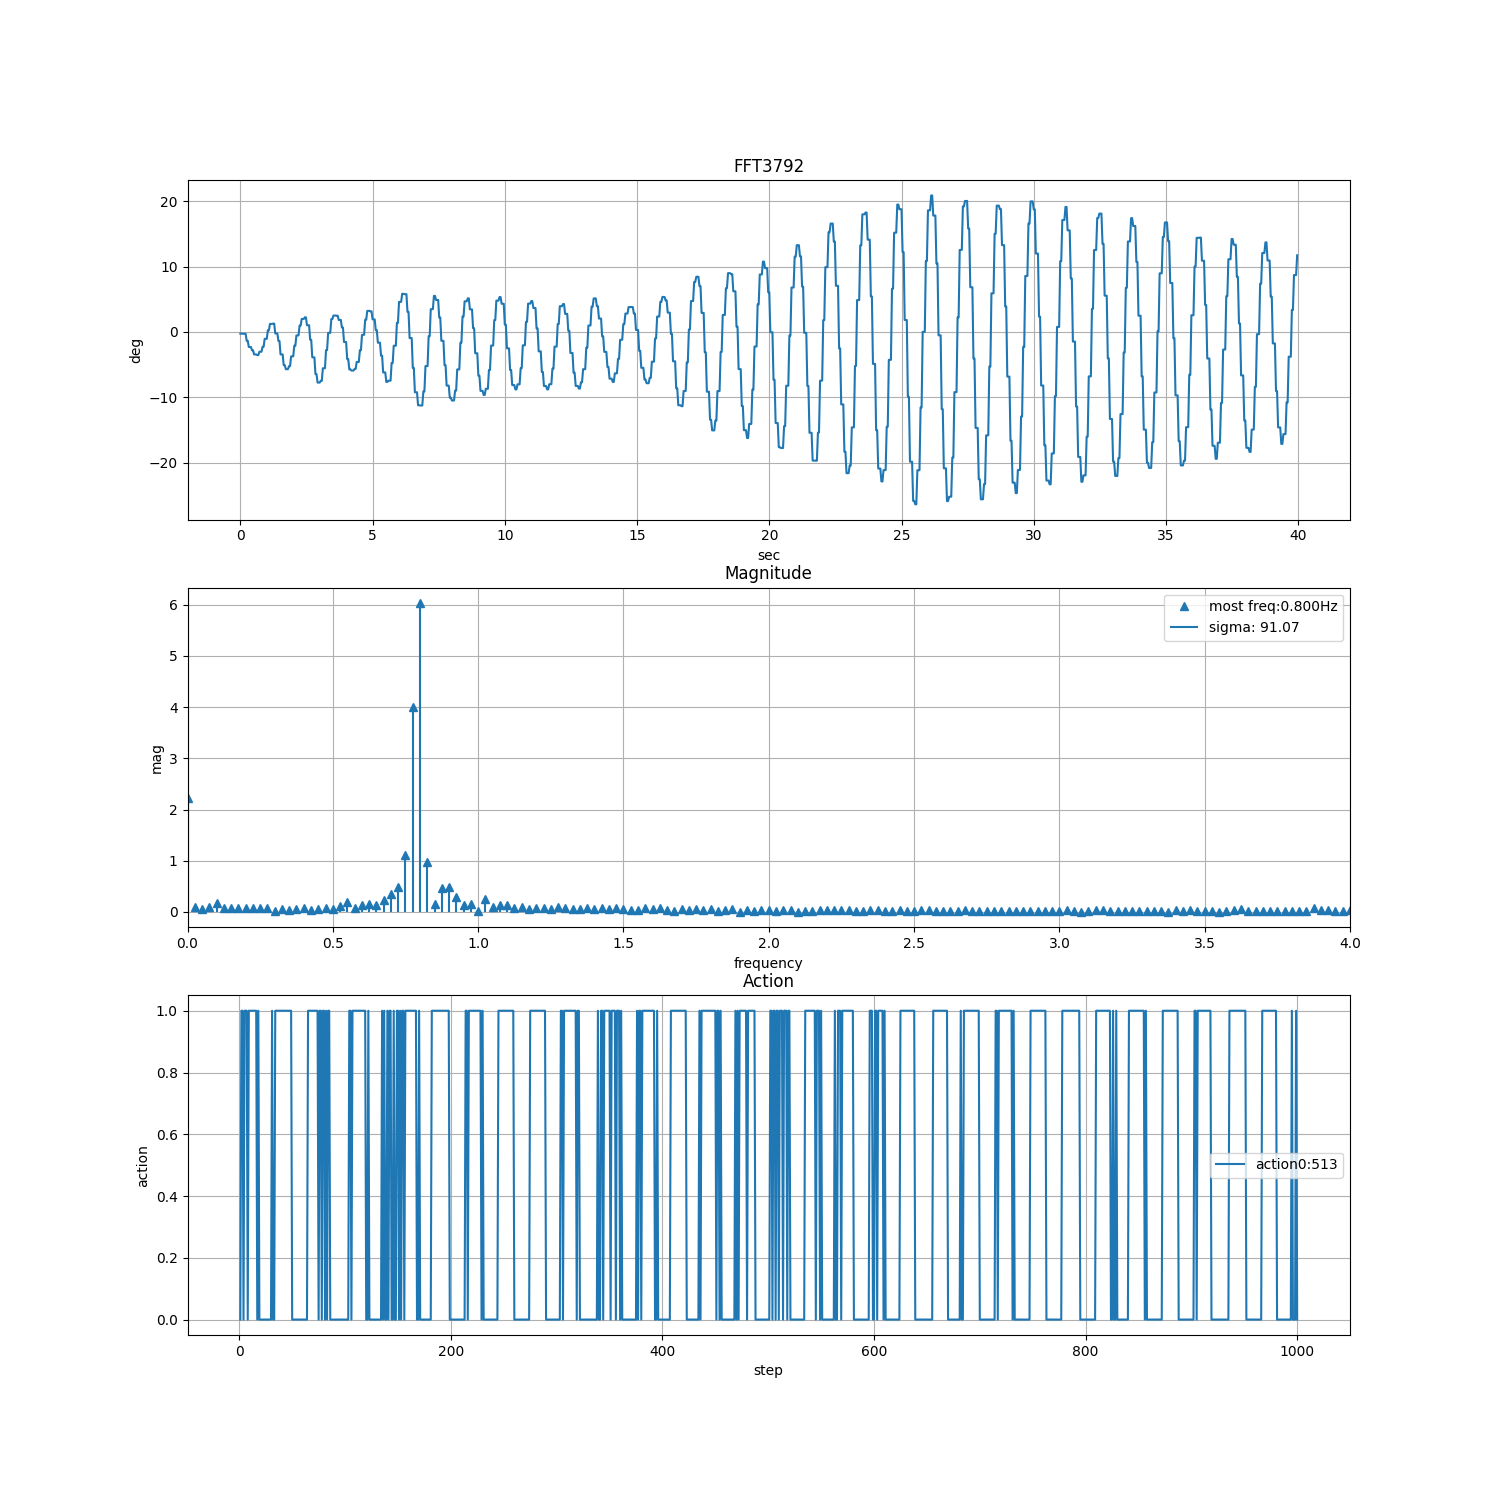 FFT3792
20
10
0
−10
−20
deg
0 5 10 15 20 25 30 35 40
sec
Magnitude
most freq:0.800Hz
sigma: 91.07
6
5
4
3
2
1
0
mag
0.0 0.5 1.0 1.5 2.0 2.5 3.0 3.5 4.0
frequency
Action
1.0
0.8
0.6
0.4
0.2
0.0
action
action0:513
0 200 400 600 800 1000
step